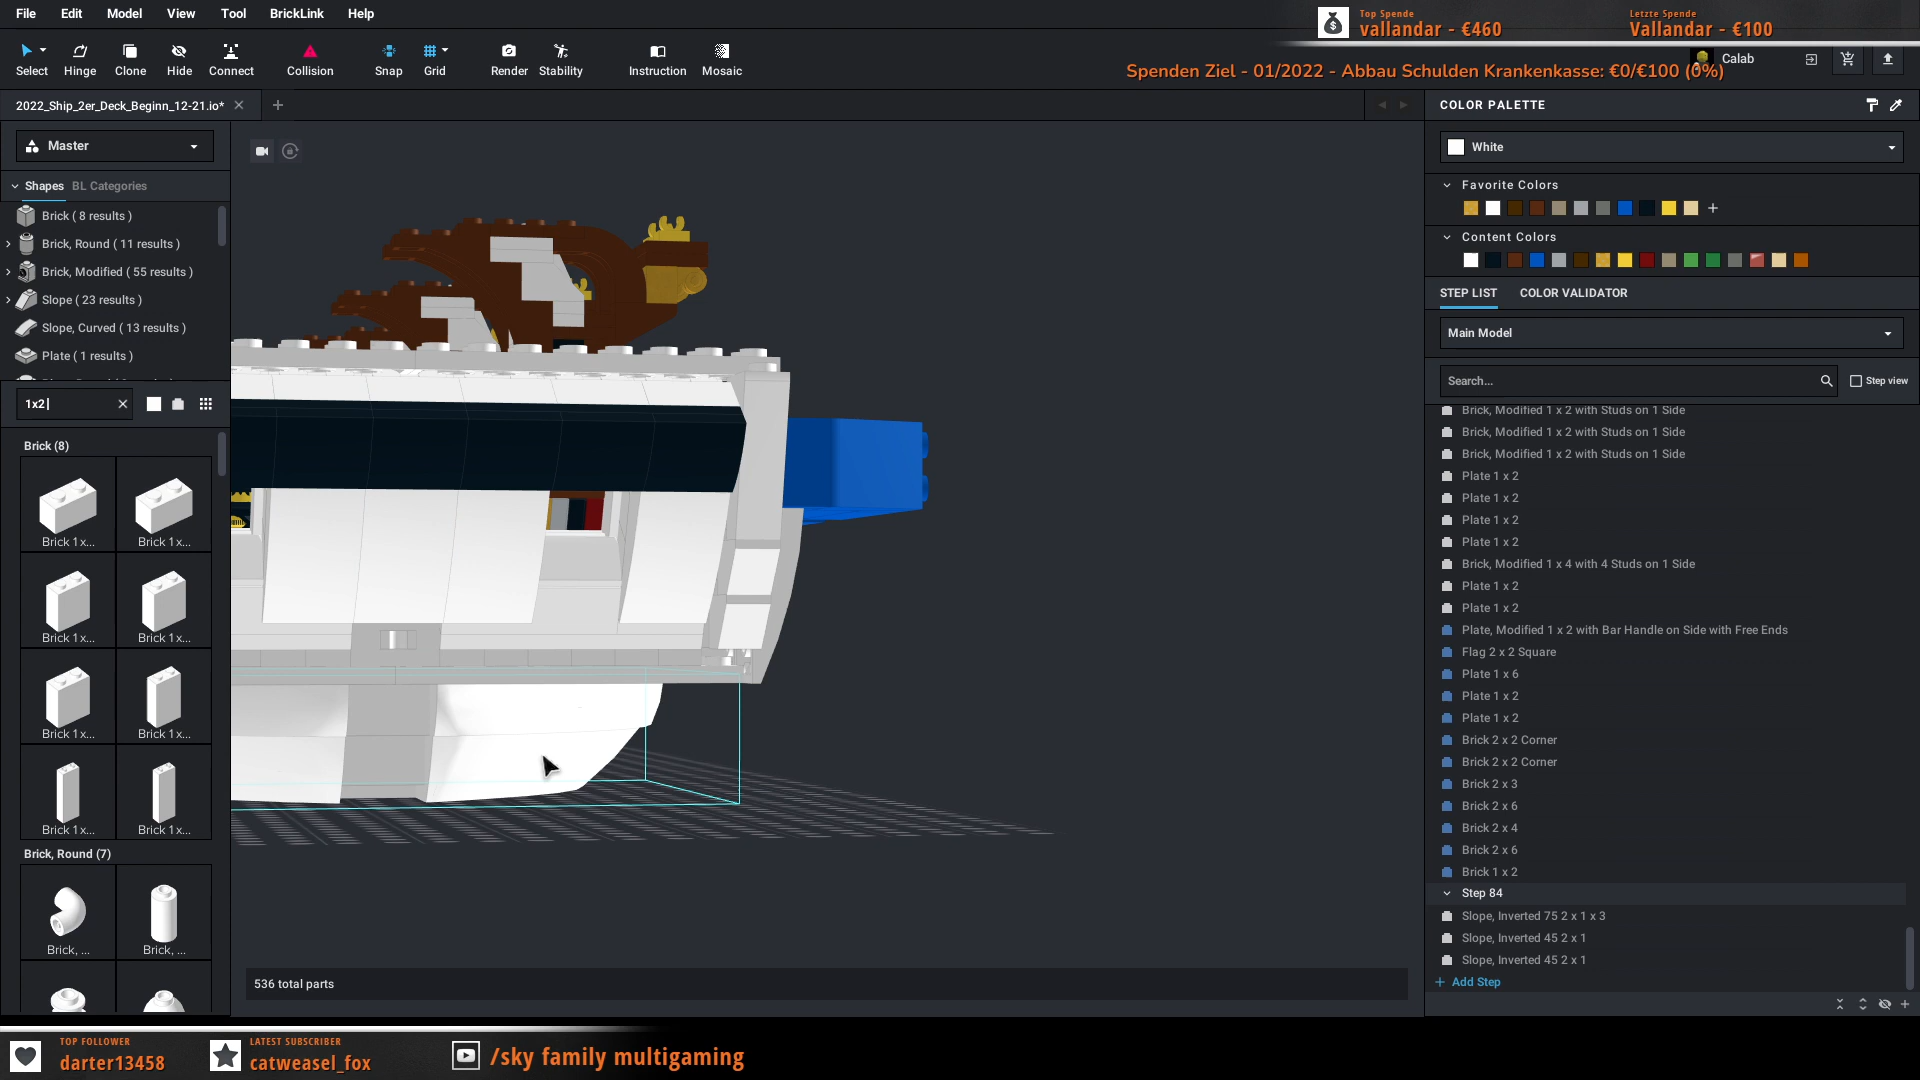 File Edit Model View Tool BrickLink Help
Top Spende
vallandar - €460
Letzte Spende
Vallandar - €100
Select Hinge Clone Hide Connect Collision Snap Grid Render Stability Instruction Mosaic
Spenden Ziel - 01/2022 - Abbau Schulden Krankenkasse: €0/€100 (0%)
Calab
2022_Ship_2er_Deck_Beginn_12-21.io*
COLOR PALETTE
Master
White
Shapes BL Categories
Favorite Colors
Brick ( 8 results )
Brick, Round ( 11 results )
Brick, Modified ( 55 results )
Slope ( 23 results )
Slope, Curved ( 13 results )
Plate ( 1 results )
Content Colors
STEP LIST COLOR VALIDATOR
Main Model
Search...
Step view
1x2
Brick (8)
Brick 1x... Brick 1x...
Brick 1x... Brick 1x...
Brick 1x... Brick 1x...
Brick 1x... Brick 1x...
Brick, Round (7)
Brick, ... Brick, ...
Brick, Modified 1 x 2 with Studs on 1 Side
Brick, Modified 1 x 2 with Studs on 1 Side
Brick, Modified 1 x 2 with Studs on 1 Side
Plate 1 x 2
Plate 1 x 2
Plate 1 x 2
Plate 1 x 2
Brick, Modified 1 x 4 with 4 Studs on 1 Side
Plate 1 x 2
Plate 1 x 2
Plate, Modified 1 x 2 with Bar Handle on Side with Free Ends
Flag 2 x 2 Square
Plate 1 x 6
Plate 1 x 2
Plate 1 x 2
Brick 2 x 2 Corner
Brick 2 x 2 Corner
Brick 2 x 3
Brick 2 x 6
Brick 2 x 4
Brick 2 x 6
Brick 1 x 2
Step 84
Slope, Inverted 75 2 x 1 x 3
Slope, Inverted 45 2 x 1
Slope, Inverted 45 2 x 1
Add Step
536 total parts
TOP FOLLOWER
darter13458
LATEST SUBSCRIBER
catweasel_fox
/sky family multigaming